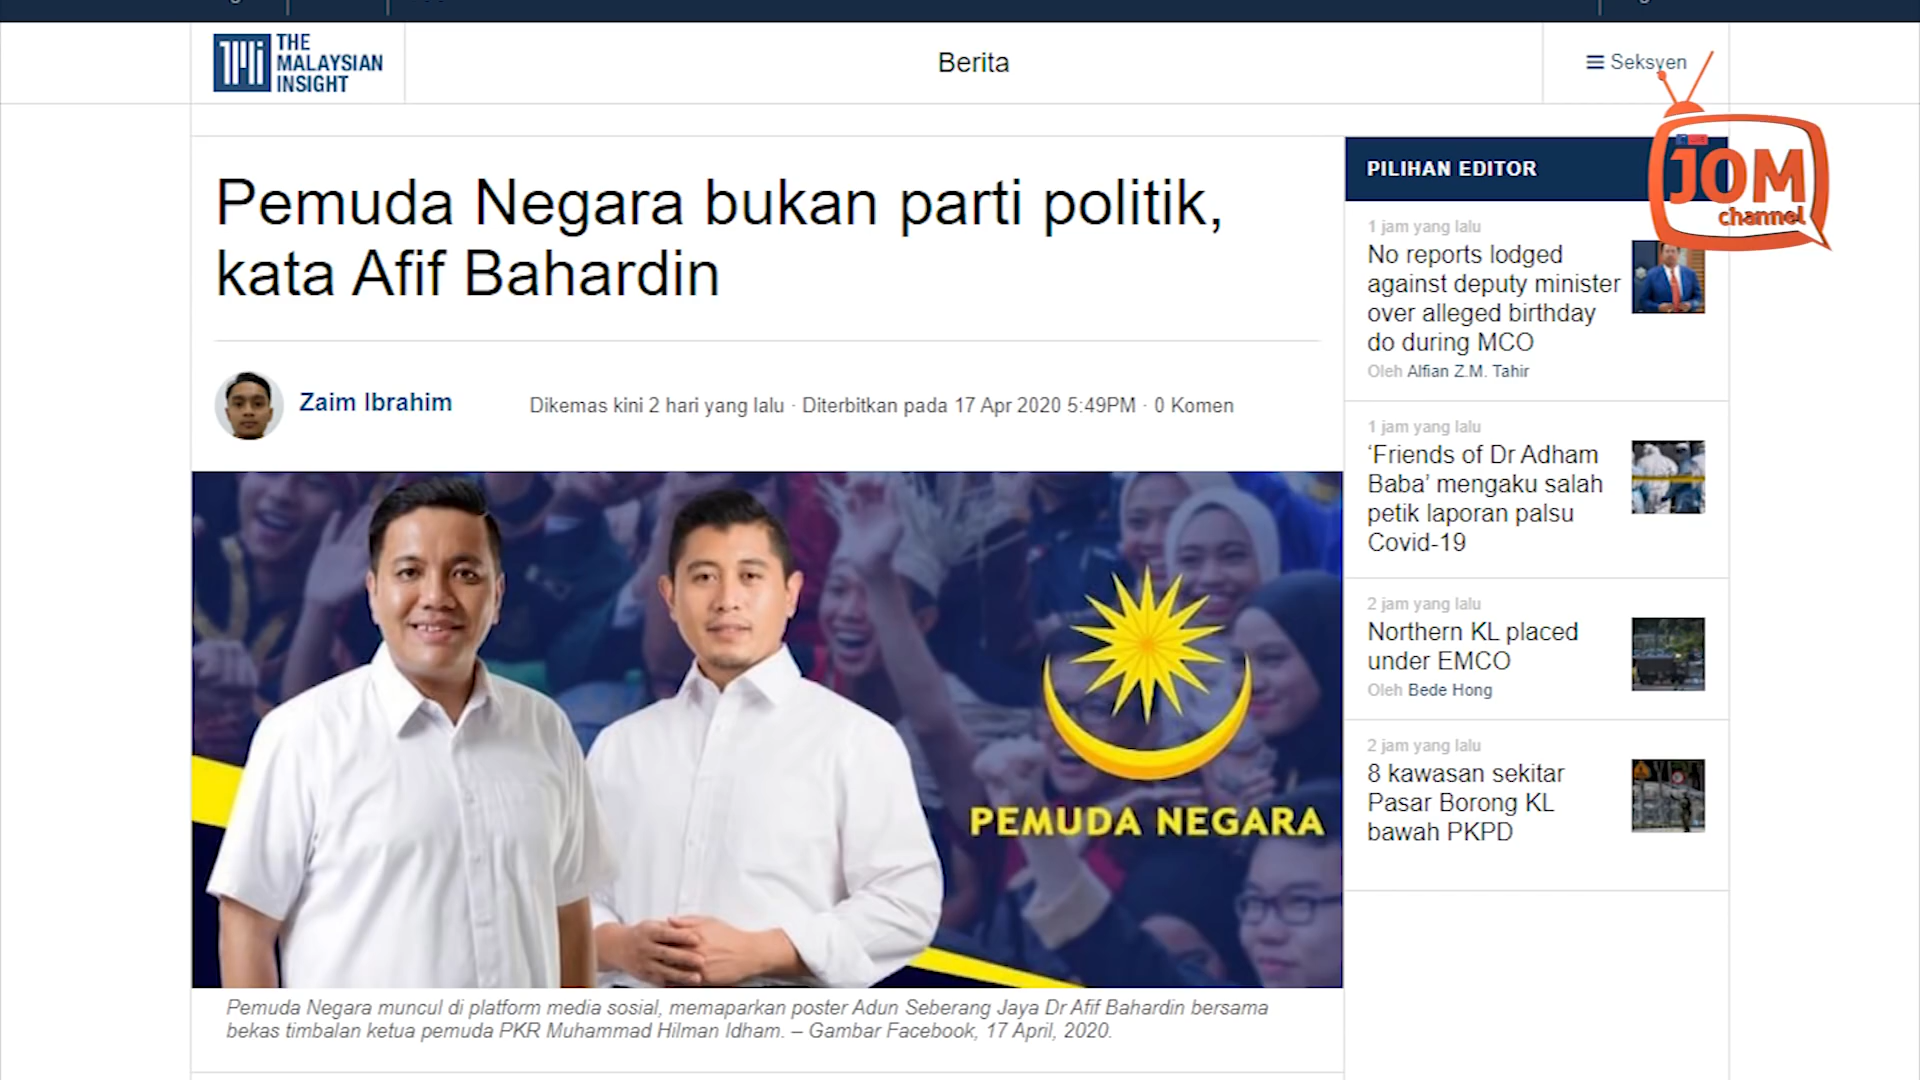 THE
MALAYSIAN
INSIGHT
Berita
Seksyen
JOM
channel
Pemuda Negara bukan parti politik,
kata Afif Bahardin
Zaim Ibrahim
Dikemas kini 2 hari yang lalu · Diterbitkan pada 17 Apr 2020 5:49PM · 0 Komen
PEMUDA NEGARA
Pemuda Negara muncul di platform media sosial, memaparkan poster Adun Seberang Jaya Dr Afif Bahardin bersama
bekas timbalan ketua pemuda PKR Muhammad Hilman Idham. – Gambar Facebook, 17 April, 2020.
PILIHAN EDITOR
1 jam yang lalu
No reports lodged
against deputy minister
over alleged birthday
do during MCO
Oleh Alfian Z.M. Tahir
1 jam yang lalu
‘Friends of Dr Adham
Baba’ mengaku salah
petik laporan palsu
Covid-19
2 jam yang lalu
Northern KL placed
under EMCO
Oleh Bede Hong
2 jam yang lalu
8 kawasan sekitar
Pasar Borong KL
bawah PKPD